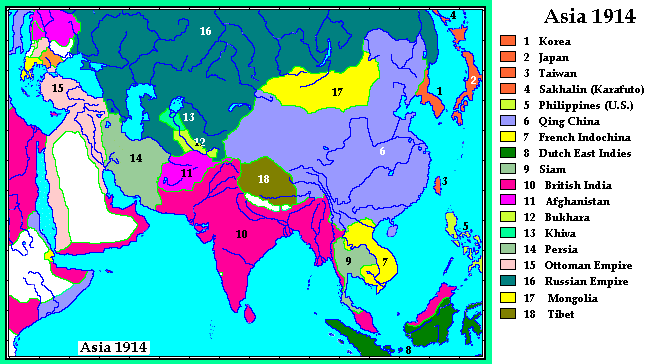 Asia 1914
1 Korea
2 Japan
3 Taiwan
4 Sakhalin (Karafuto)
5 Philippines (U.S.)
6 Qing China
7 French Indochina
8 Dutch East Indies
9 Siam
10 British India
11 Afghanistan
12 Bukhara
13 Khiva
14 Persia
15 Ottoman Empire
16 Russian Empire
17 Mongolia
18 Tibet
4
16
15
17
1
2
13
12
14
6
11
18
3
10
5
9
7
Asia 1914
8